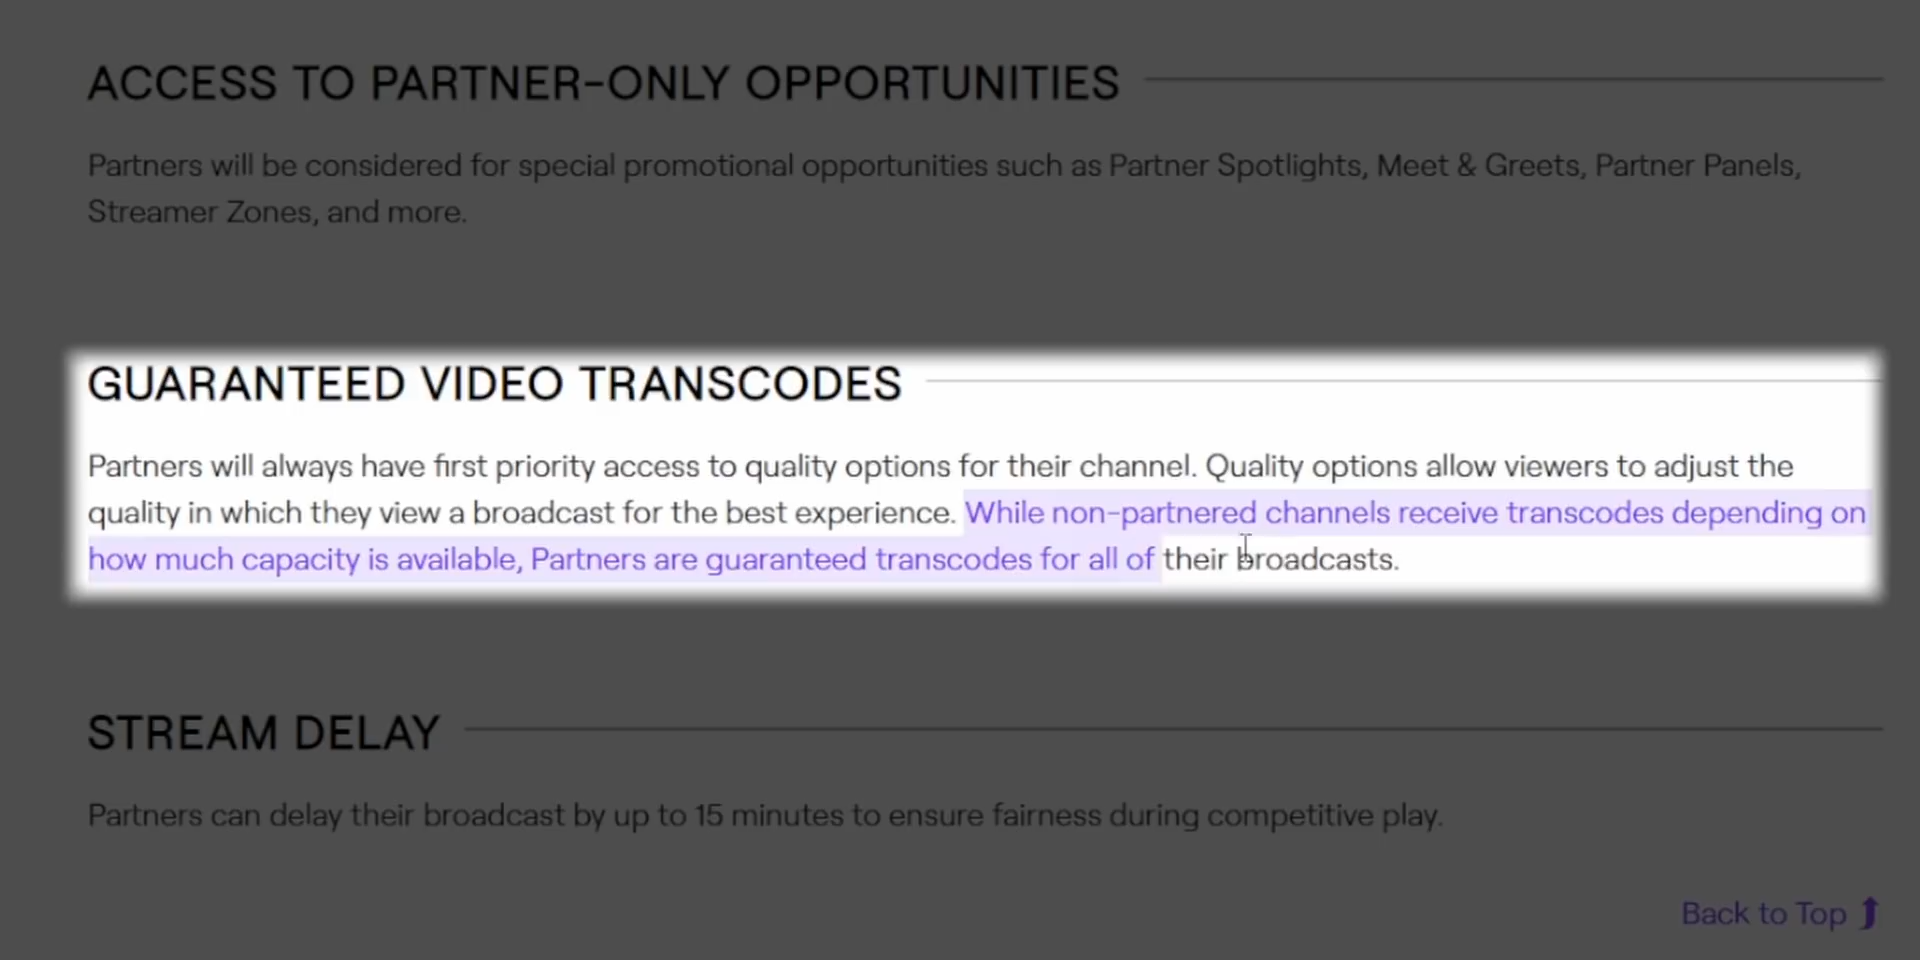 ACCESS TO PARTNER-ONLY OPPORTUNITIES
Partners will be considered for special promotional opportunities such as Partner Spotlights, Meet & Greets, Partner Panels,
Streamer Zones, and more.
GUARANTEED VIDEO TRANSCODES
Partners will always have first priority access to quality options for their channel. Quality options allow viewers to adjust the
quality in which they view a broadcast for the best experience. While non-partnered channels receive transcodes depending on
how much capacity is available, Partners are guaranteed transcodes for all of their broadcasts.
STREAM DELAY
Partners can delay their broadcast by up to 15 minutes to ensure fairness during competitive play.
Back to Top